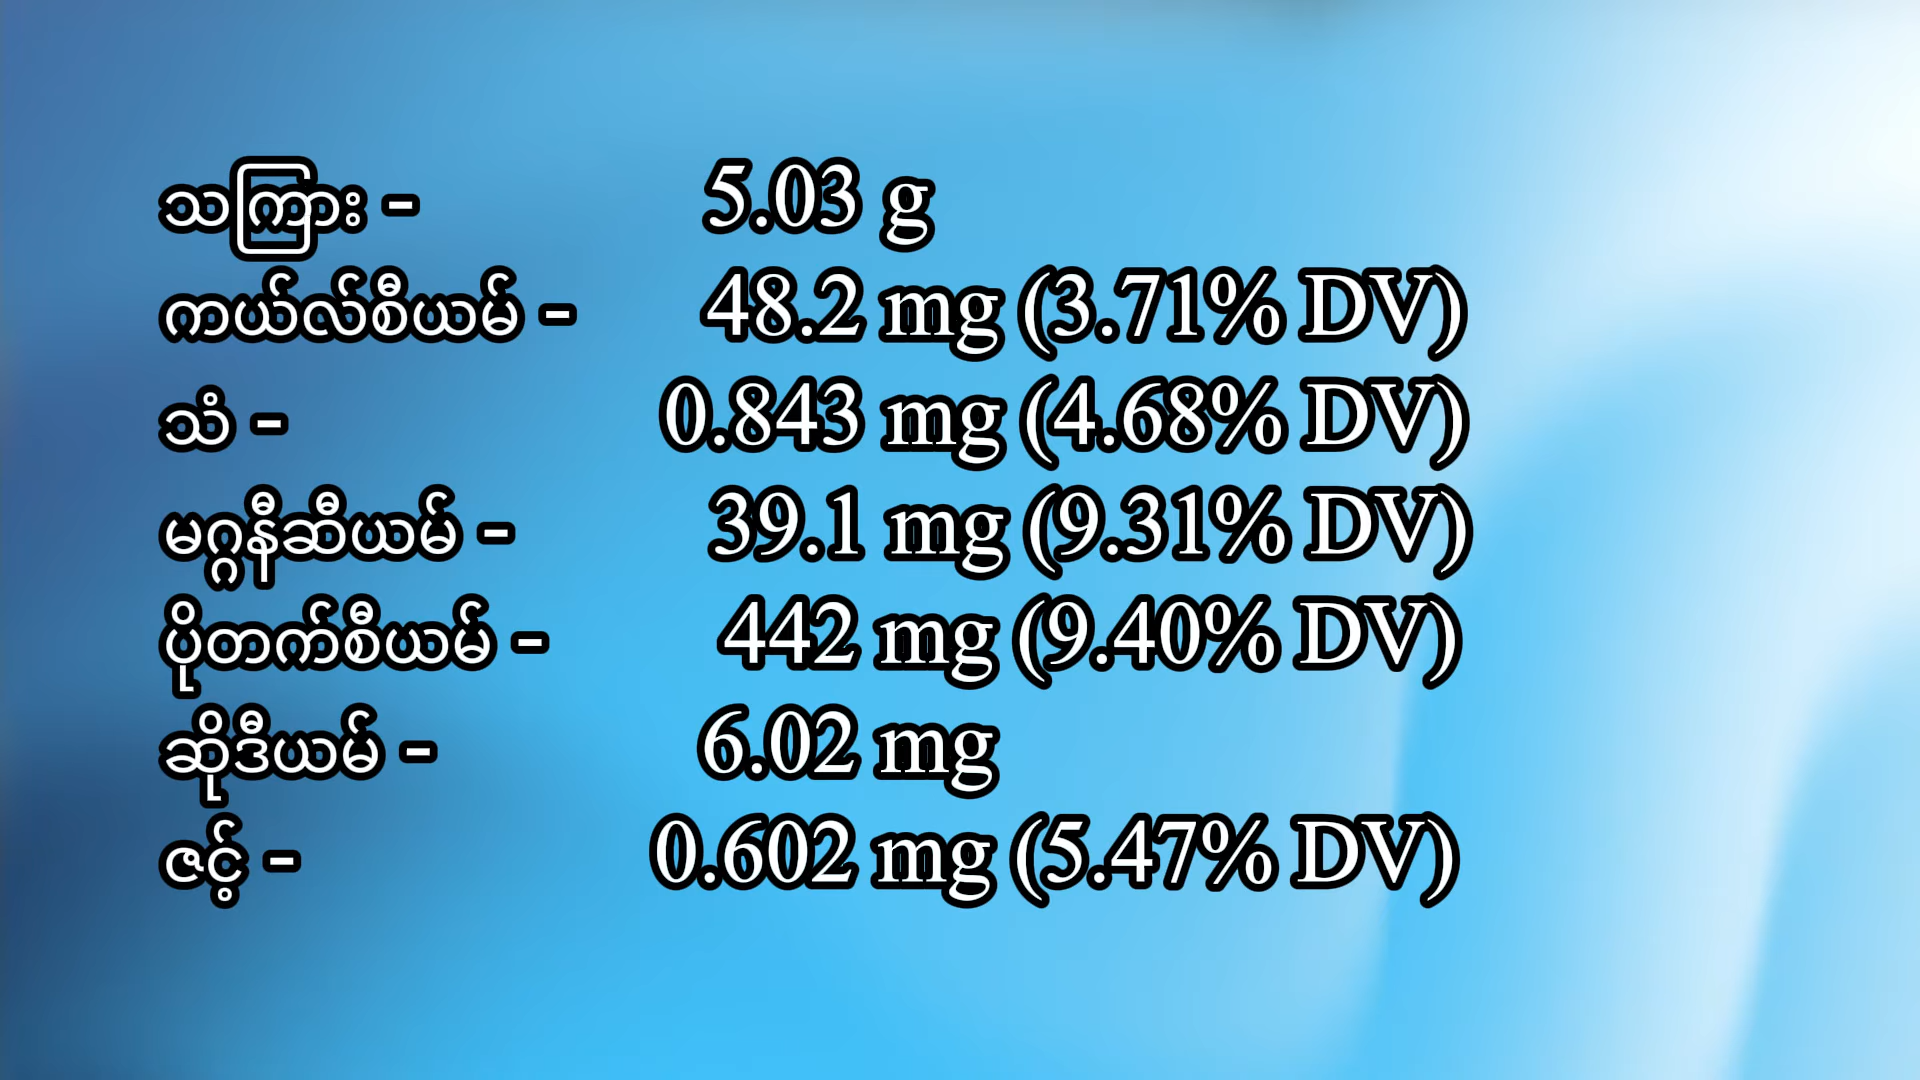 သကြား - 5.03 g
ကယ်လ်စီယမ် - 48.2 mg (3.71% DV)
သံ - 0.843 mg (4.68% DV)
မဂ္ဂနီဆီယမ် - 39.1 mg (9.31% DV)
ပိုတက်စီယမ် - 442 mg (9.40% DV)
ဆိုဒီယမ် - 6.02 mg
ဇင့် - 0.602 mg (5.47% DV)